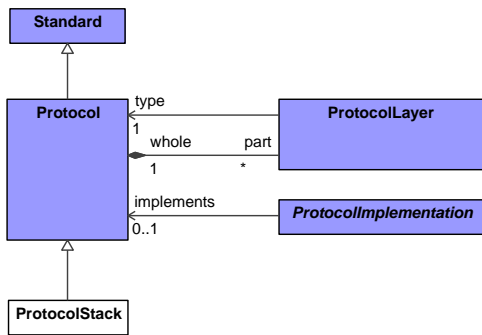 Standard
Protocol
type
1
ProtocolLayer
whole
part
1
*
implements
0..1
ProtocolImplementation
ProtocolStack